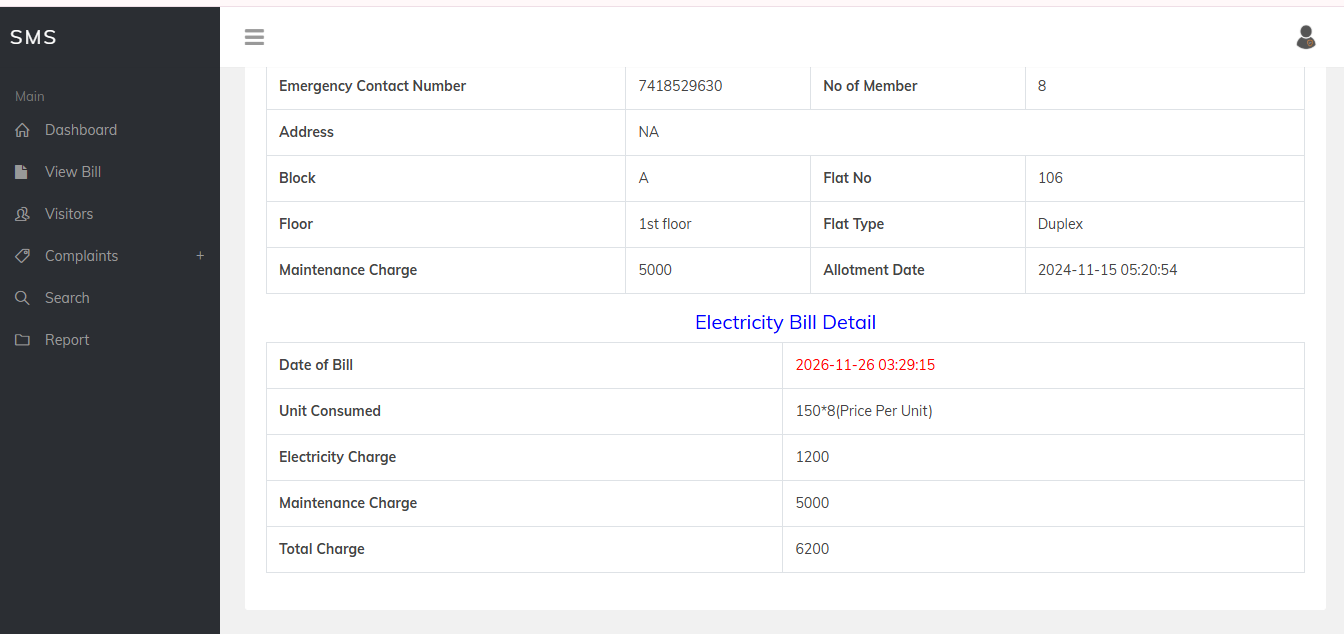 SMS
Main
Dashboard
View Bill
Visitors
Complaints +
Search
Report
Emergency Contact Number 7418529630 No of Member 8
Address NA
Block A Flat No 106
Floor 1st floor Flat Type Duplex
Maintenance Charge 5000 Allotment Date 2024-11-15 05:20:54
Electricity Bill Detail
Date of Bill 2026-11-26 03:29:15
Unit Consumed 150*8(Price Per Unit)
Electricity Charge 1200
Maintenance Charge 5000
Total Charge 6200